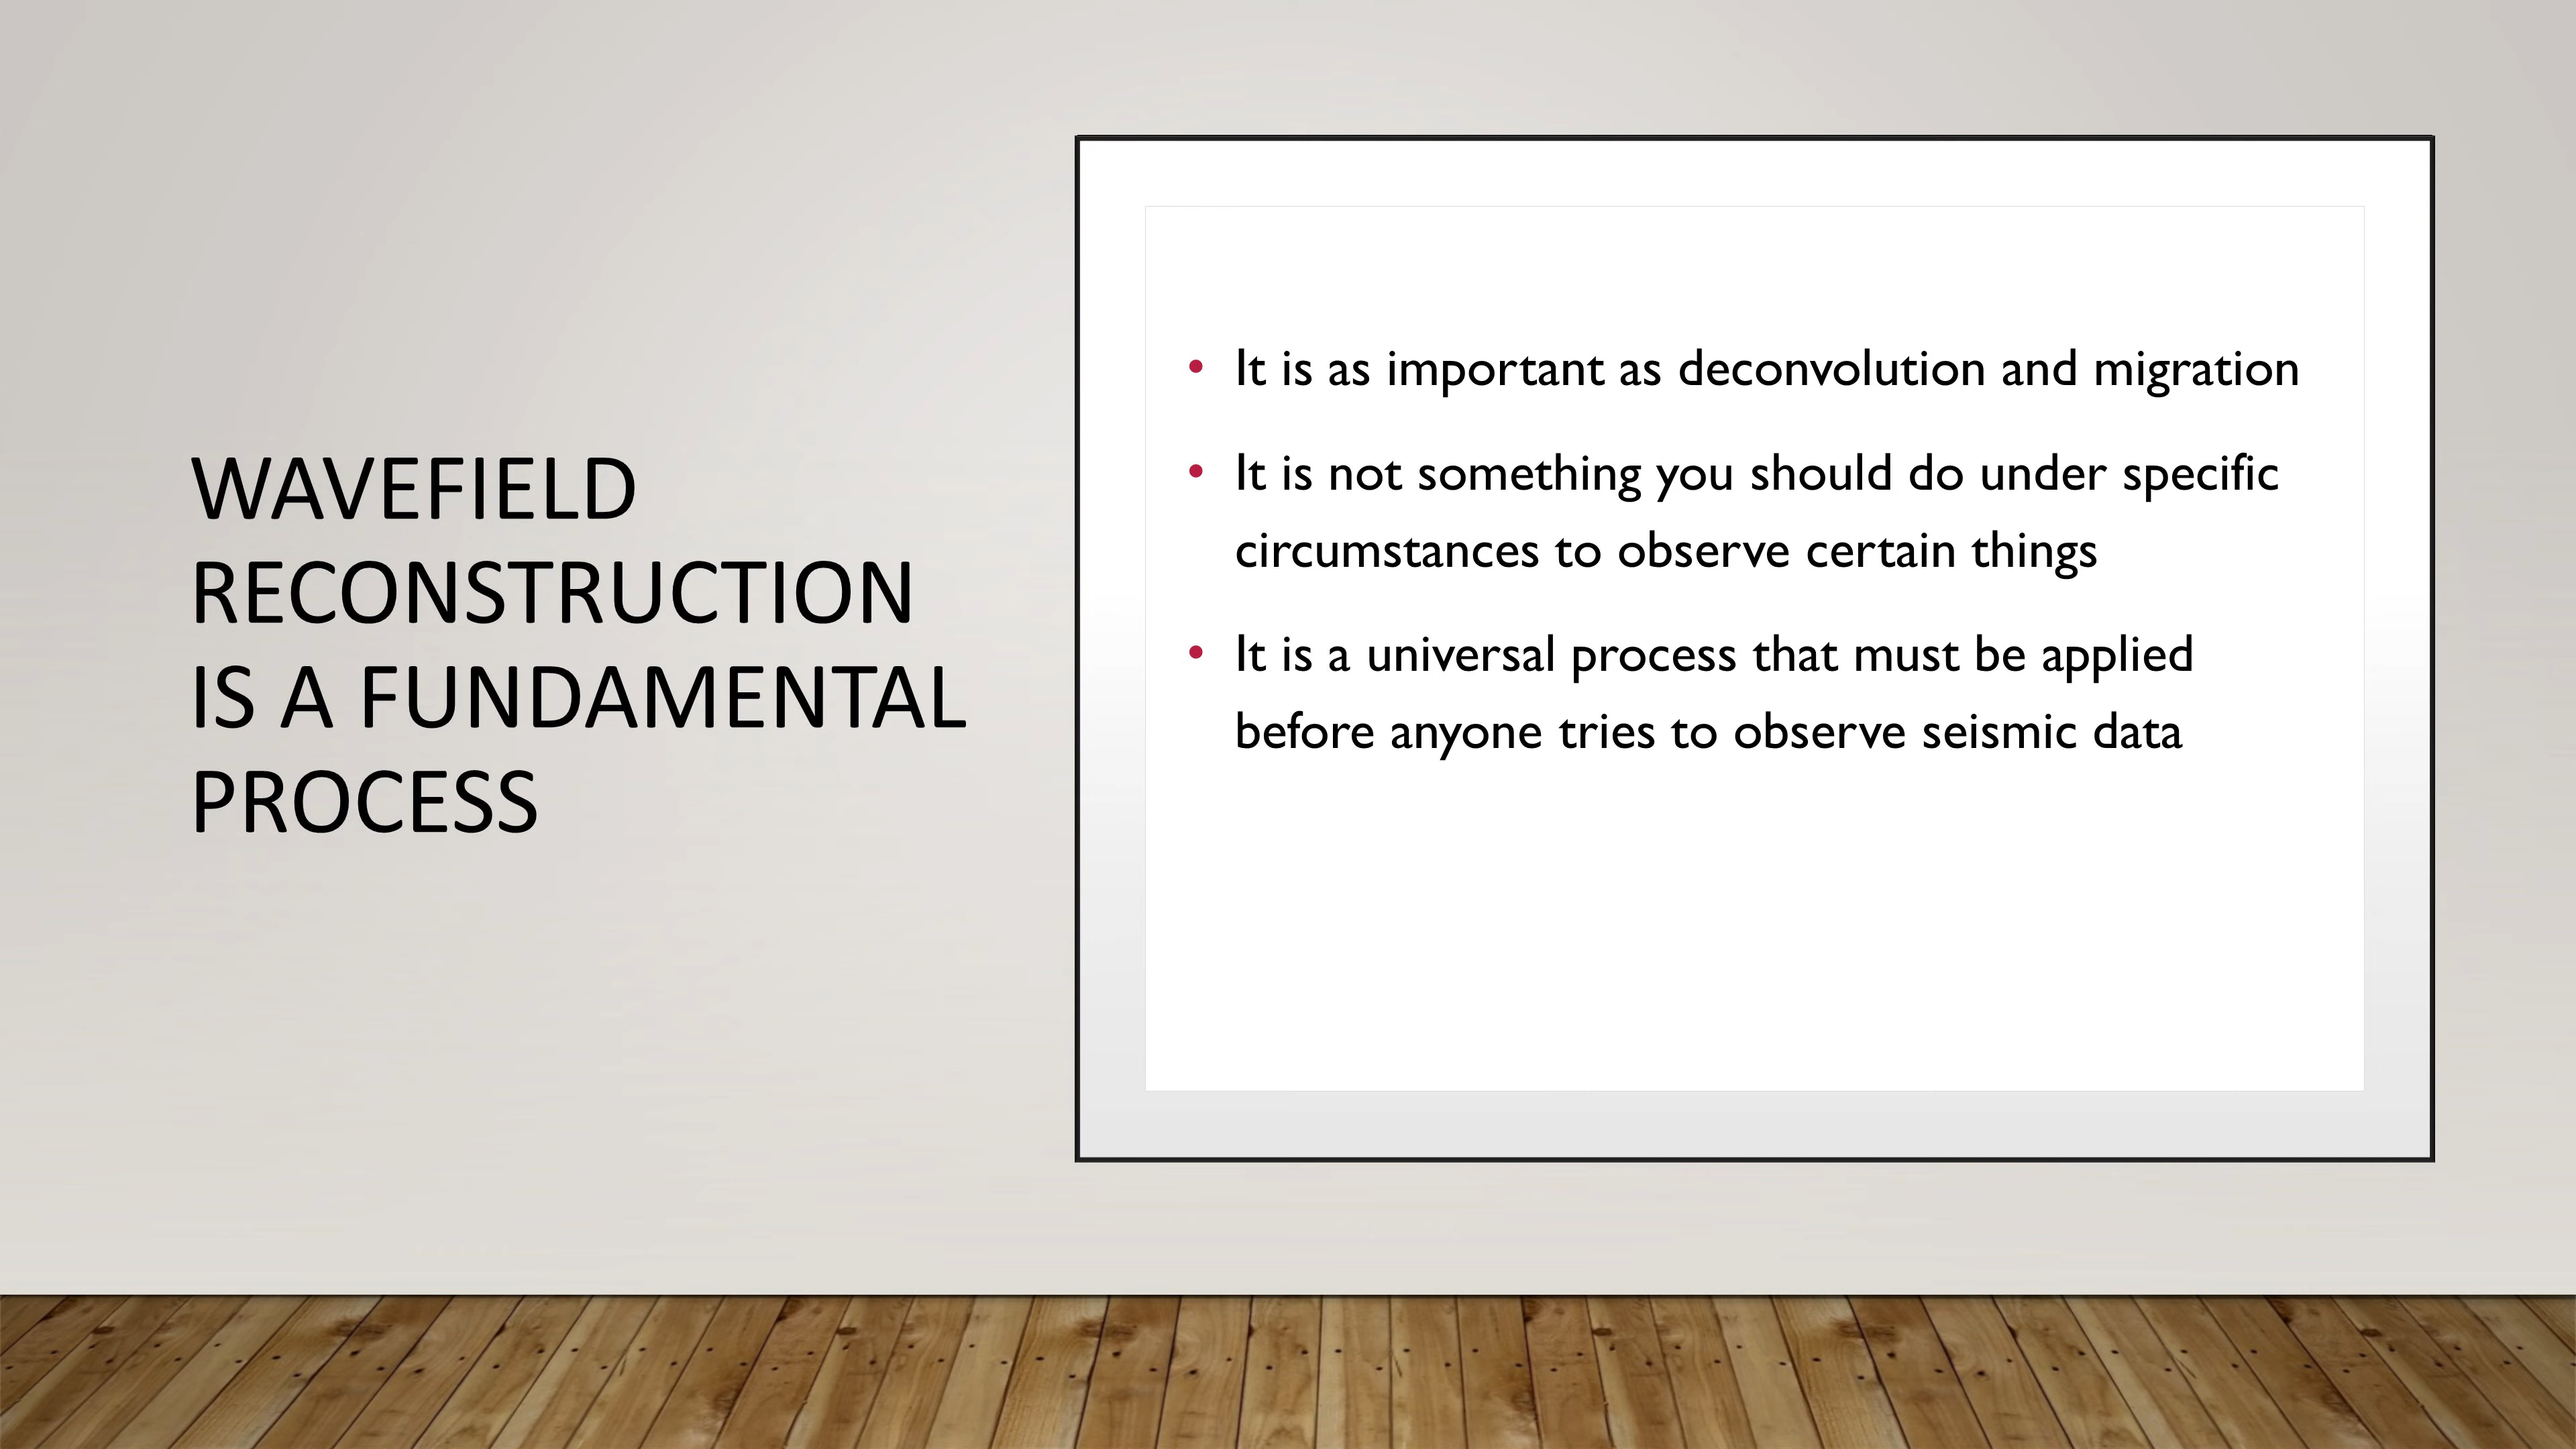 WAVEFIELD
RECONSTRUCTION
IS A FUNDAMENTAL
PROCESS
• It is as important as deconvolution and migration
• It is not something you should do under specific
circumstances to observe certain things
• It is a universal process that must be applied
before anyone tries to observe seismic data